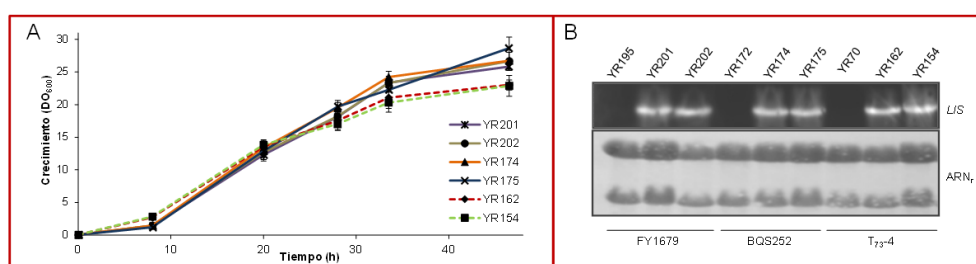 A
Crecimiento (DO600)
30
25
20
15
10
5
0
0
10
20
30
40
Tiempo (h)
YR201
YR202
YR174
YR175
YR162
YR154
B
YR195 YR201 YR202 YR172 YR174 YR175 YR70 YR162 YR154
LIS
ARNr
FY1679 BQS252 T73-4